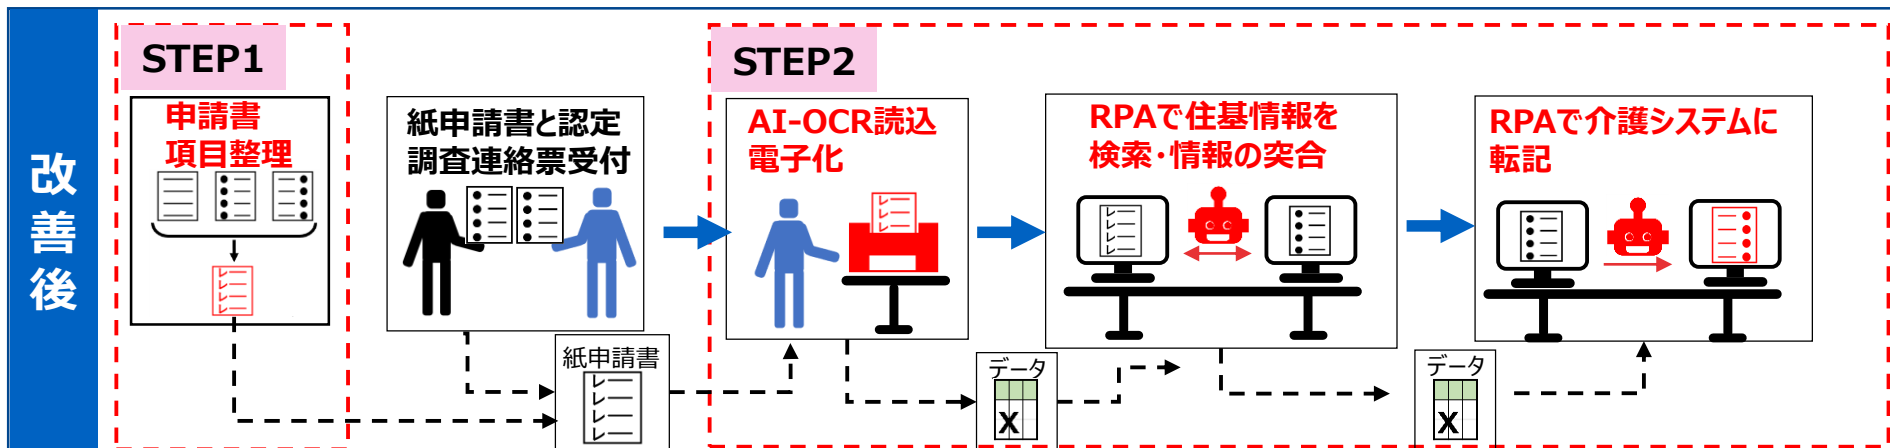 改善後
STEP1
申請書
項目整理
紙申請書と認定
調査連絡票受付
紙申請書
STEP2
AI-OCR読込
電子化
データ
X
RPAで住基情報を
検索・情報の突合
データ
X
RPAで介護システムに
転記